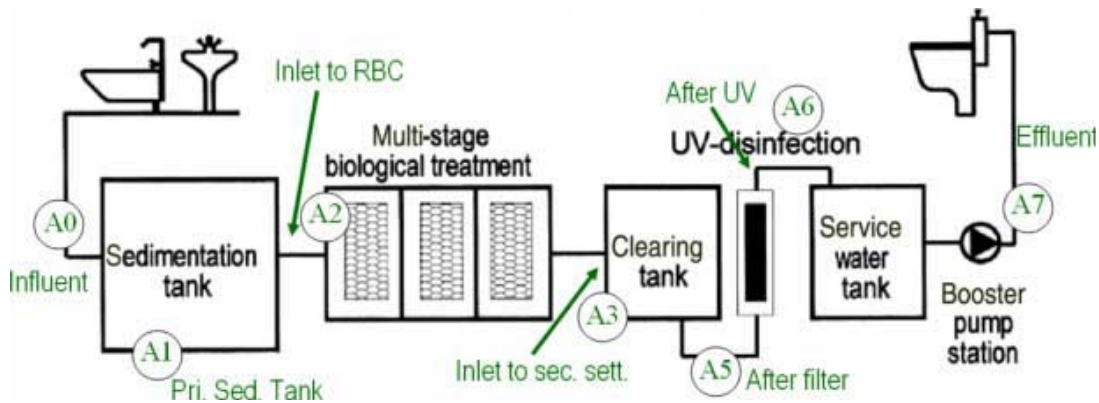 Inlet to RBC
After UV
A6
UV-disinfection
Multi-stage
biological treatment
Effluent
A0
A2
A7
Influent
Sedimentation
tank
Clearing
tank
Service
water
tank
A3
Booster
pump
station
A1
Inlet to sec. sett.
A5
After filter
Pri. Sed. Tank